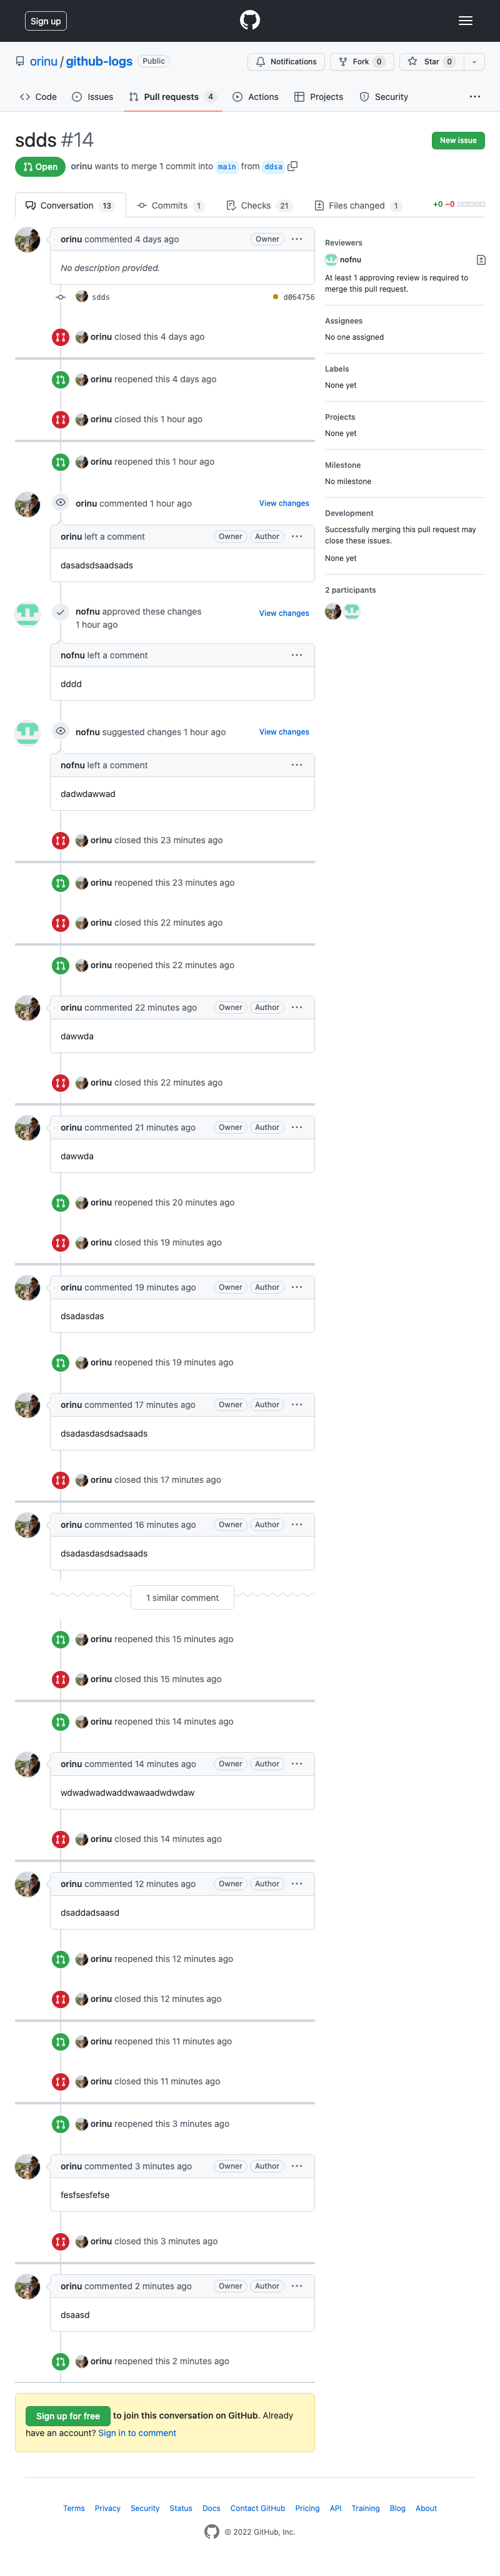 Sign up
orinu / github-logs Public
Notifications Fork 0 Star 0
Code Issues Pull requests 4 Actions Projects Security
sdds #14
New issue
Open orinu wants to merge 1 commit into main from ddsa
Conversation 13 Commits 1 Checks 21 Files changed 1 +0 −0
orinu commented 4 days ago Owner
No description provided.
sdds d064756
orinu closed this 4 days ago
orinu reopened this 4 days ago
orinu closed this 1 hour ago
orinu reopened this 1 hour ago
orinu commented 1 hour ago View changes
orinu left a comment Owner Author
dasadsdsaadsads
nofnu approved these changes View changes
1 hour ago
nofnu left a comment
dddd
nofnu suggested changes 1 hour ago View changes
nofnu left a comment
dadwdawwad
orinu closed this 23 minutes ago
orinu reopened this 23 minutes ago
orinu closed this 22 minutes ago
orinu reopened this 22 minutes ago
orinu commented 22 minutes ago Owner Author
dawwda
orinu closed this 22 minutes ago
orinu commented 21 minutes ago Owner Author
dawwda
orinu reopened this 20 minutes ago
orinu closed this 19 minutes ago
orinu commented 19 minutes ago Owner Author
dsadasdas
orinu reopened this 19 minutes ago
orinu commented 17 minutes ago Owner Author
dsadasdasdsadsaads
orinu closed this 17 minutes ago
orinu commented 16 minutes ago Owner Author
dsadasdasdsadsaads
1 similar comment
orinu reopened this 15 minutes ago
orinu closed this 15 minutes ago
orinu reopened this 14 minutes ago
orinu commented 14 minutes ago Owner Author
wdwadwadwaddwawaadwdwdaw
orinu closed this 14 minutes ago
orinu commented 12 minutes ago Owner Author
dsaddadsaasd
orinu reopened this 12 minutes ago
orinu closed this 12 minutes ago
orinu reopened this 11 minutes ago
orinu closed this 11 minutes ago
orinu reopened this 3 minutes ago
orinu commented 3 minutes ago Owner Author
fesfsesfefse
orinu closed this 3 minutes ago
orinu commented 2 minutes ago Owner Author
dsaasd
orinu reopened this 2 minutes ago
Sign up for free to join this conversation on GitHub. Already
have an account? Sign in to comment
Reviewers
nofnu
At least 1 approving review is required to
merge this pull request.
Assignees
No one assigned
Labels
None yet
Projects
None yet
Milestone
No milestone
Development
Successfully merging this pull request may
close these issues.
None yet
2 participants
Terms Privacy Security Status Docs Contact GitHub Pricing API Training Blog About
© 2022 GitHub, Inc.